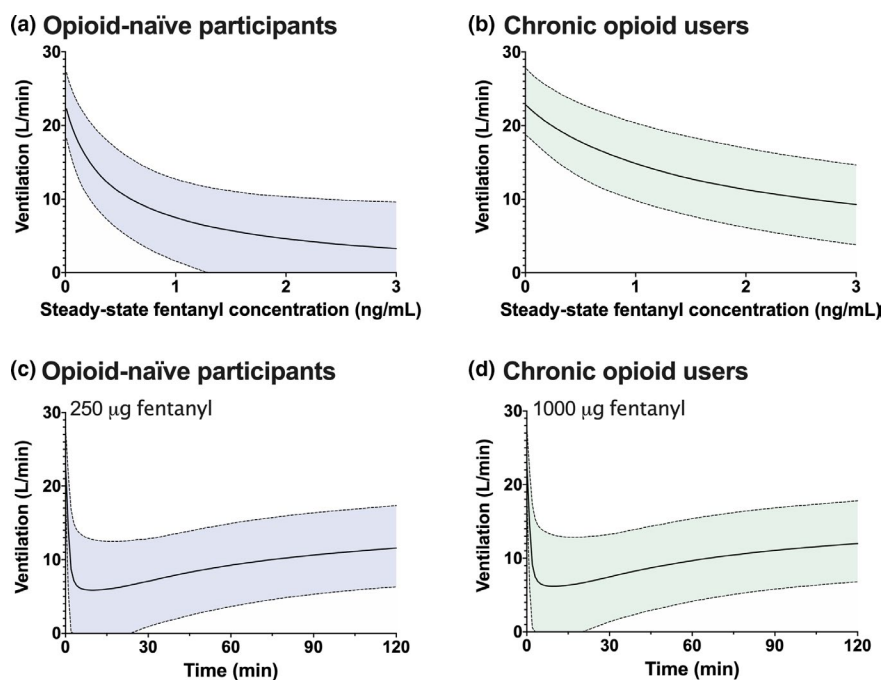 (a) Opioid-naïve participants
30
20
10
0
Ventilation (L/min)
0 1 2 3
Steady-state fentanyl concentration (ng/mL)
(b) Chronic opioid users
30
20
10
0
Ventilation (L/min)
0 1 2 3
Steady-state fentanyl concentration (ng/mL)
(c) Opioid-naïve participants
250 μg fentanyl
30
20
10
0
Ventilation (L/min)
0 30 60 90 120
Time (min)
(d) Chronic opioid users
1000 μg fentanyl
30
20
10
0
Ventilation (L/min)
0 30 60 90 120
Time (min)